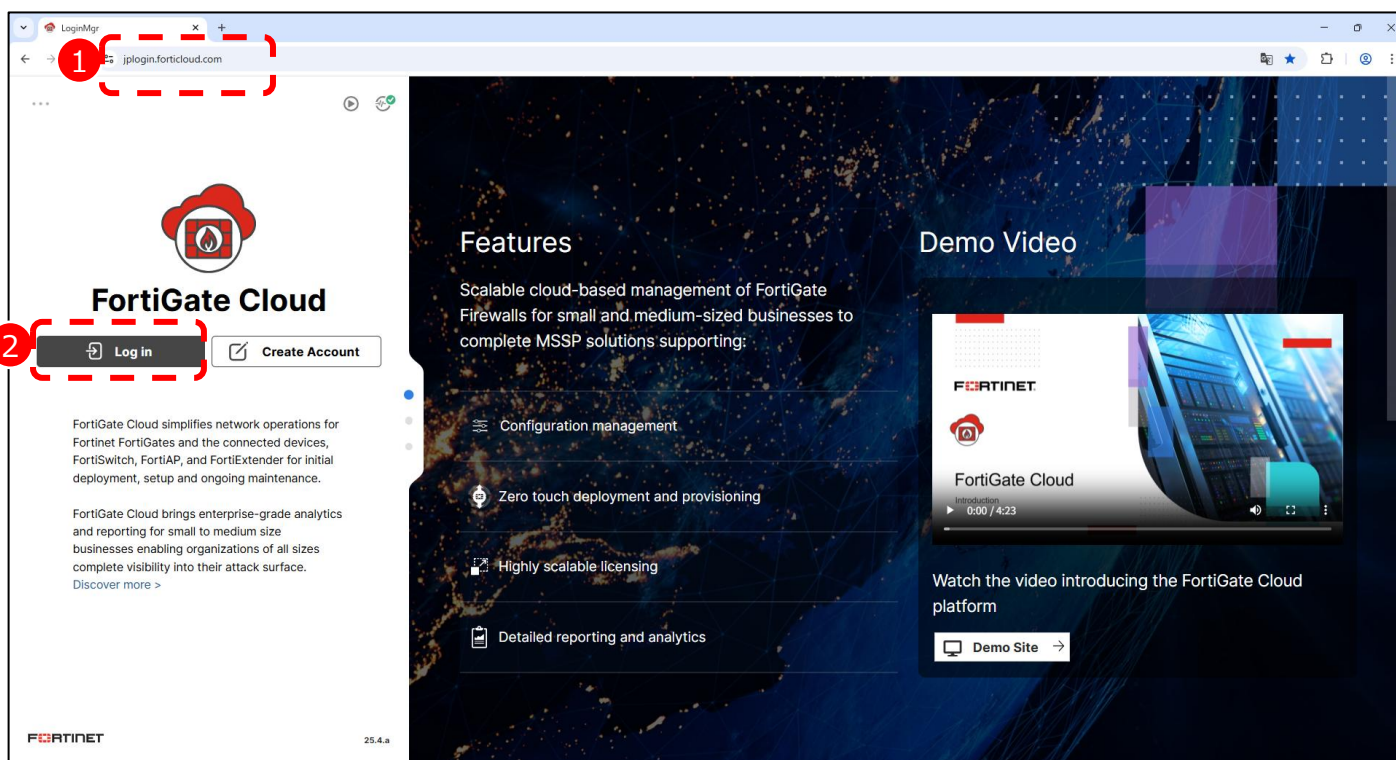 LoginMgr
1
jplogin.forticloud.com
FortiGate Cloud
2
Log in
Create Account
FortiGate Cloud simplifies network operations for
Fortinet FortiGates and the connected devices,
FortiSwitch, FortiAP, and FortiExtender for initial
deployment, setup and ongoing maintenance.
FortiGate Cloud brings enterprise-grade analytics
and reporting for small to medium size
businesses enabling organizations of all sizes
complete visibility into their attack surface.
Discover more >
FORTINET
25.4.a
Features
Scalable cloud-based management of FortiGate
Firewalls for small and medium-sized businesses to
complete MSSP solutions supporting:
Configuration management
Zero touch deployment and provisioning
Highly scalable licensing
Detailed reporting and analytics
Demo Video
FORTINET
FortiGate Cloud
Introduction
0:00 / 4:23
Watch the video introducing the FortiGate Cloud
platform
Demo Site